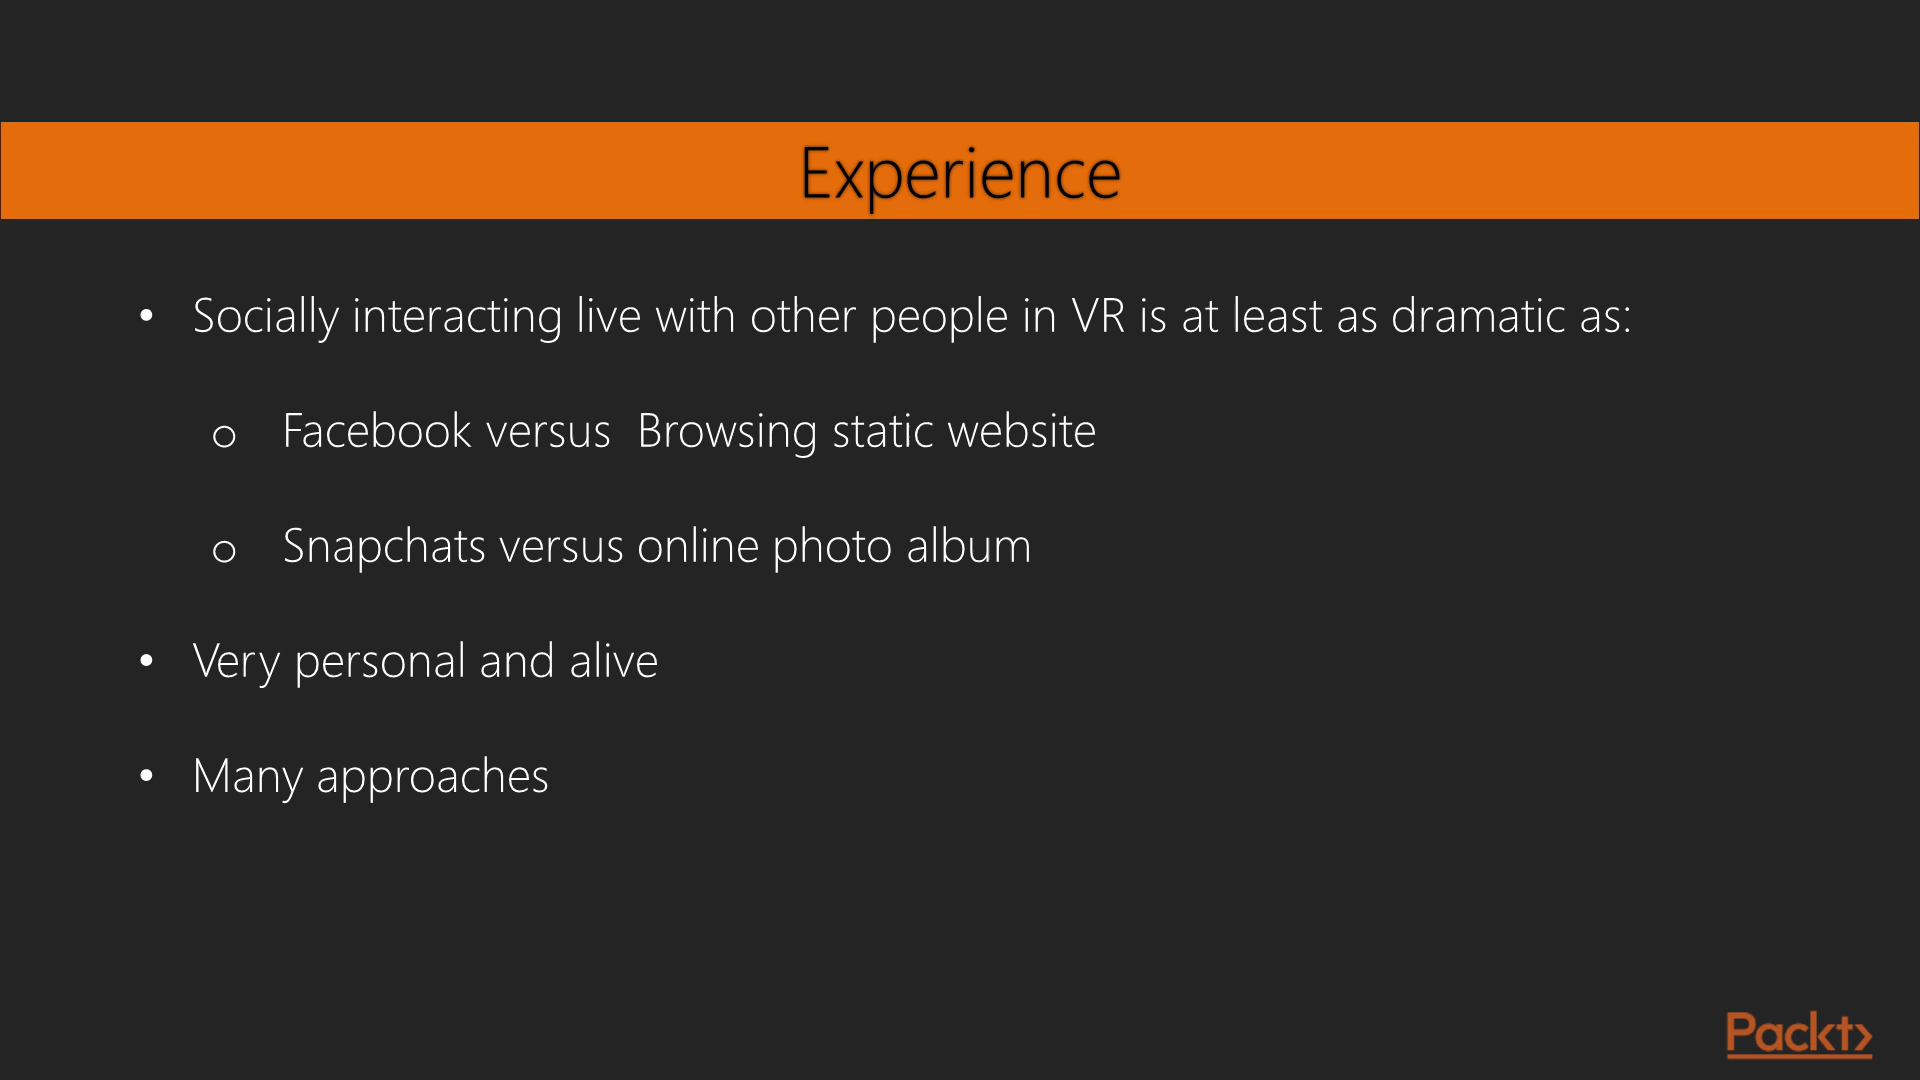 Experience
• Socially interacting live with other people in VR is at least as dramatic as:
o Facebook versus  Browsing static website
o Snapchats versus online photo album
• Very personal and alive
• Many approaches
Packt>